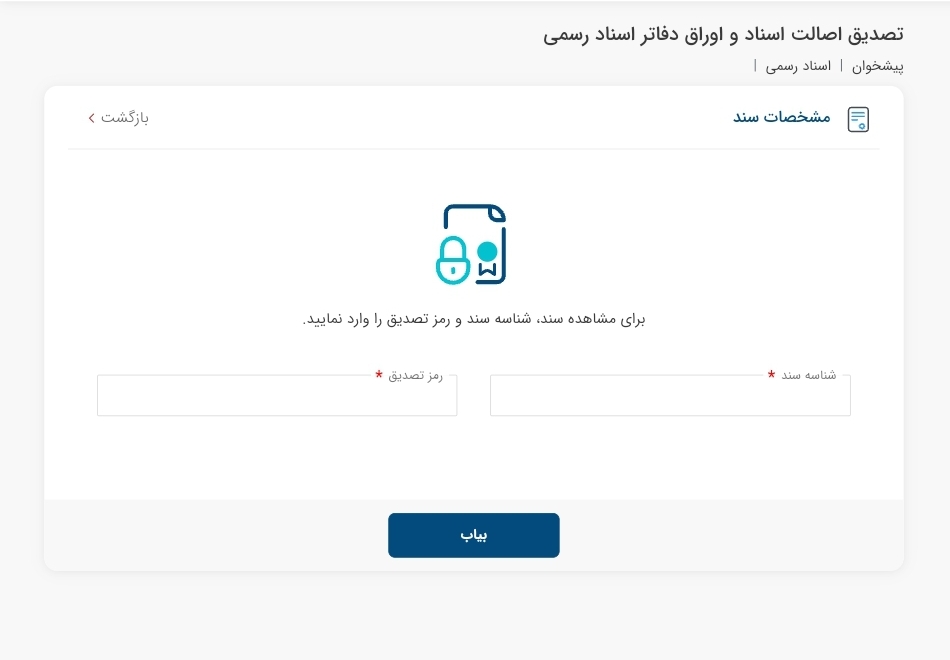 تصدیق اصالت اسناد و اوراق دفاتر اسناد رسمی
پیشخوان | اسناد رسمی |
مشخصات سند
بازگشت
برای مشاهده سند، شناسه سند و رمز تصدیق را وارد نمایید.
شناسه سند *
رمز تصدیق *
بیاب